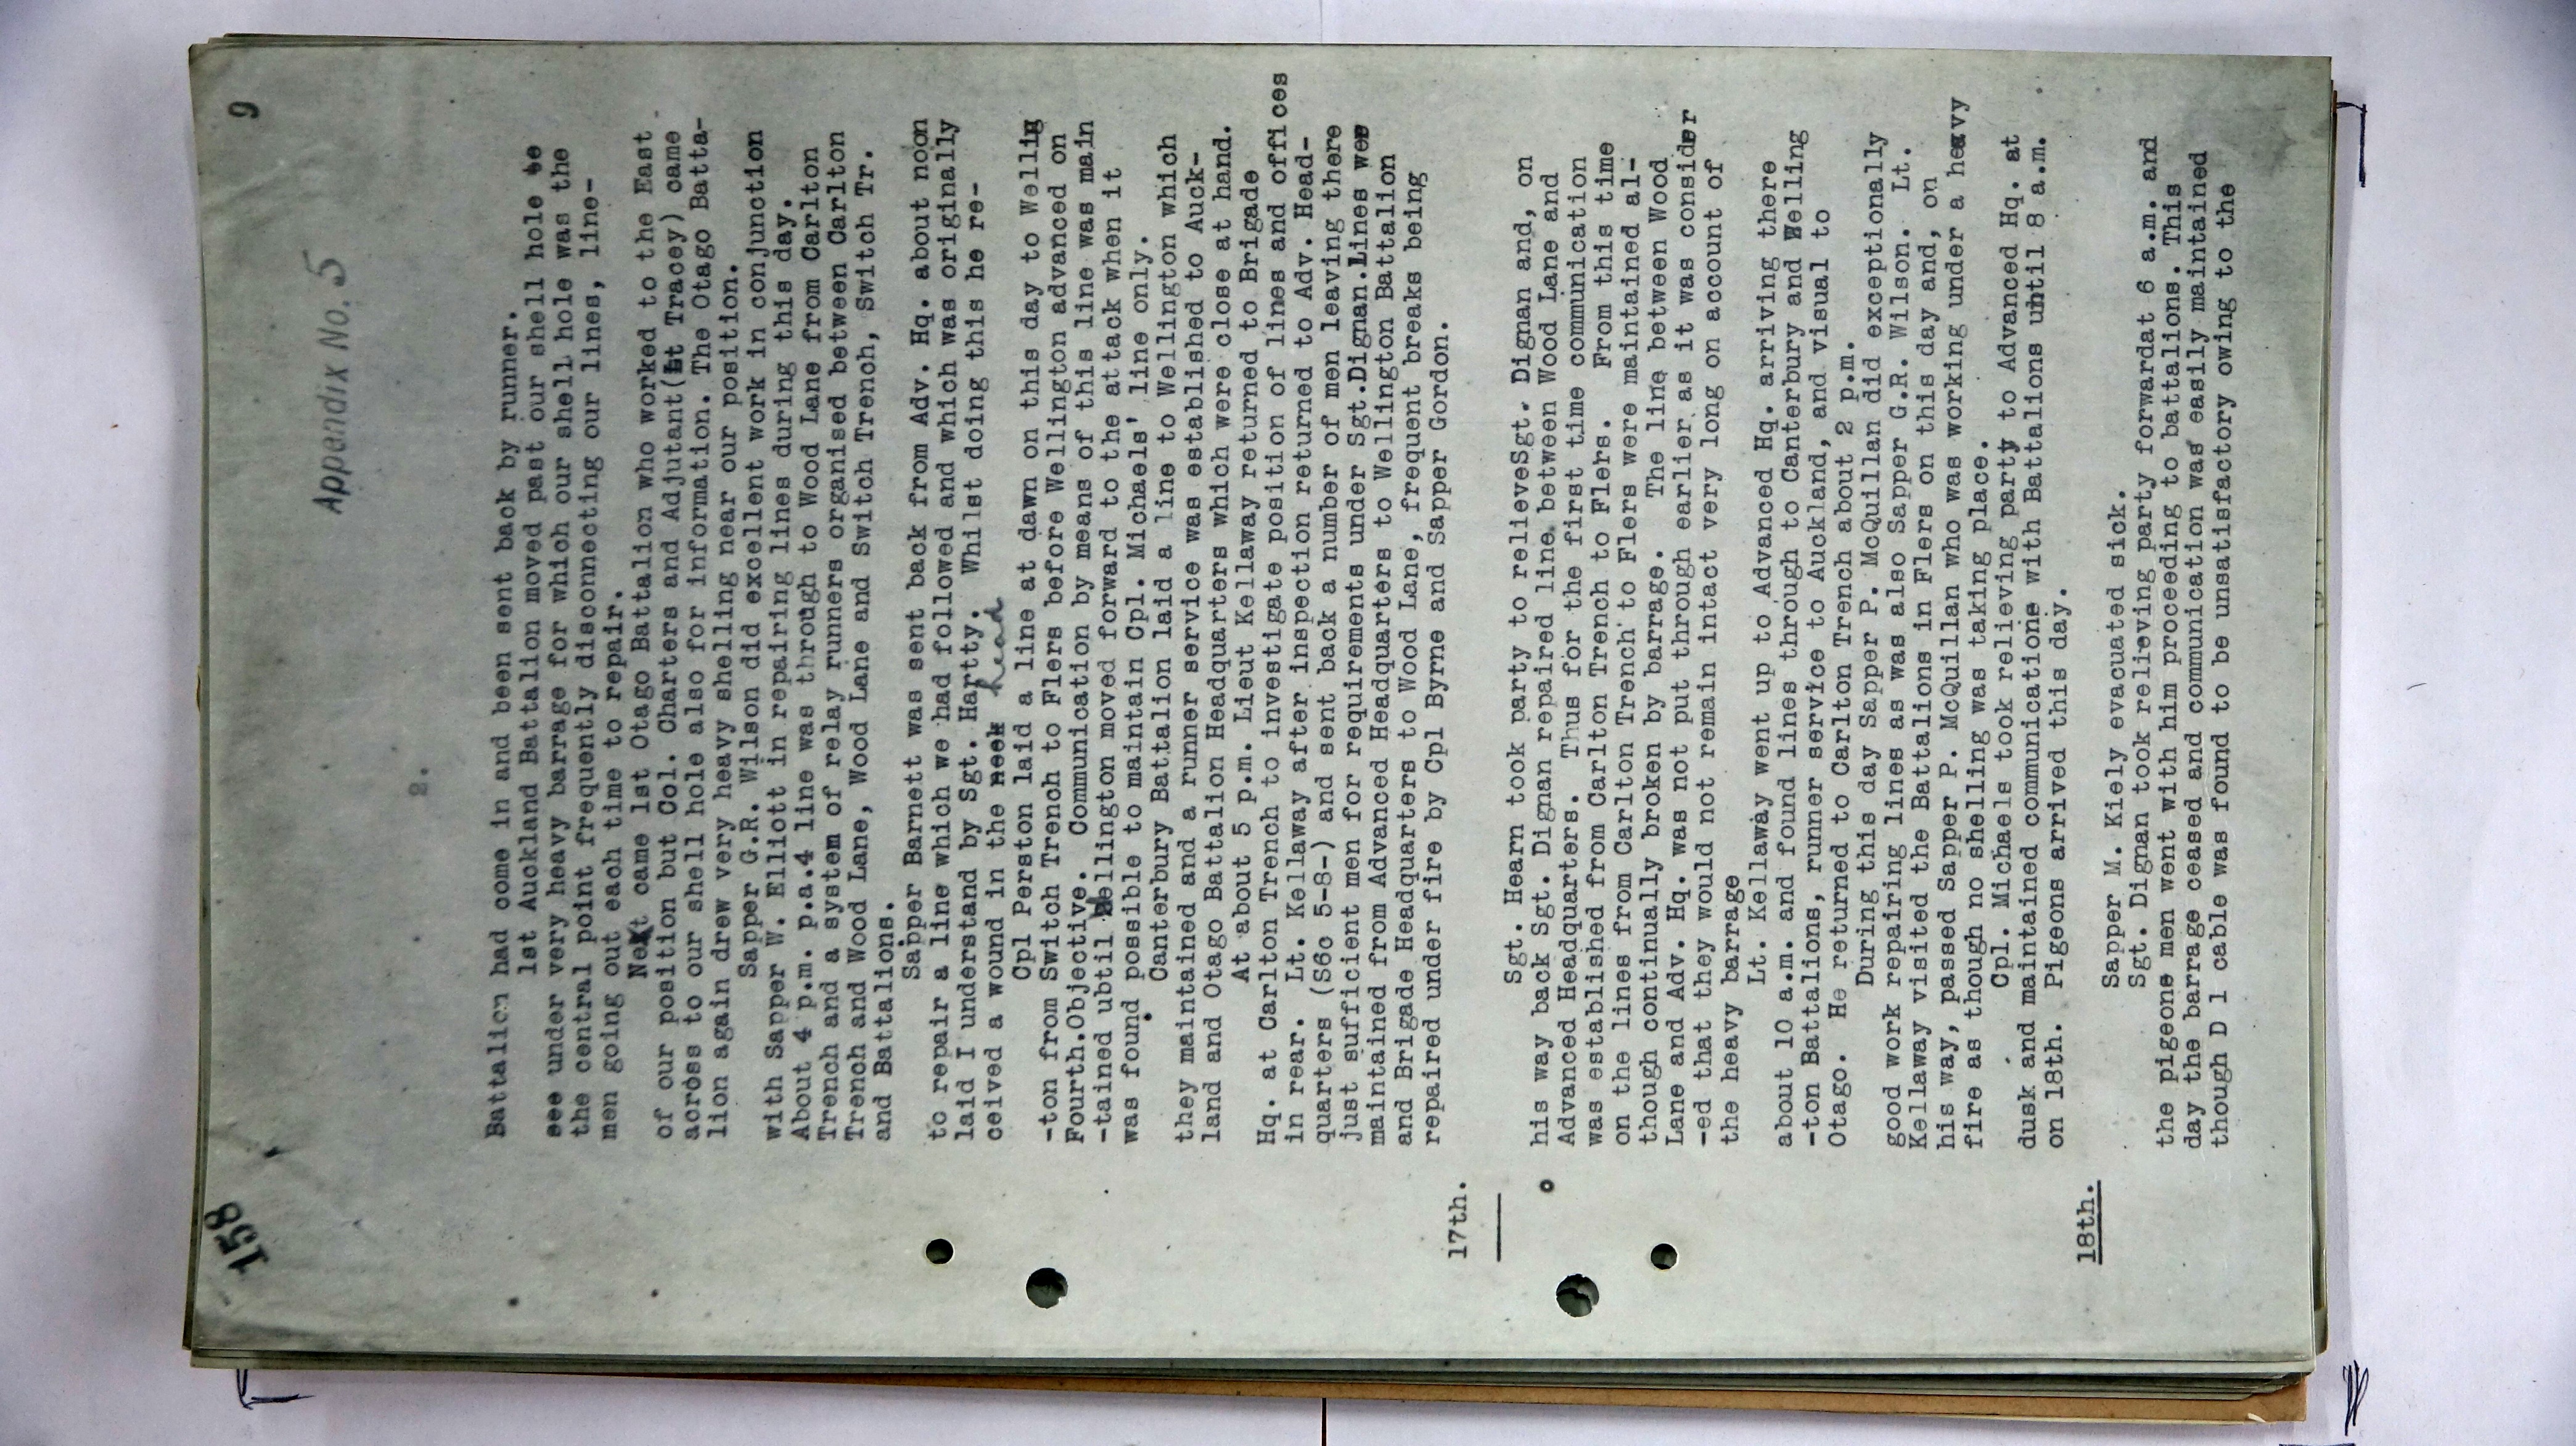 158
9
Appendix No. 5
2.
Battalion had come in and been sent back by runner.
1st Auckland Battalion moved past our shell hole to
see under very heavy barrage for which our shell hole was the
the central point frequently disconnecting our lines, line-
men going out each time to repair.
Next came 1st Otago Battalion who worked to the East
of our position but Col. Charters and Adjutant(Lt Tracey) came
across to our shell hole also for information. The Otago Batta-
lion again drew very heavy shelling near our position.
Sapper G.R. Wilson did excellent work in conjunction
with Sapper W. Elliott in repairing lines during this day.
About 4 p.m. p.a.4 line was through to Wood Lane from Carlton
Trench and a system of relay runners organised between Carlton
Trench and Wood Lane, Wood Lane and Switch Trench, Switch Tr.
and Battalions.
Sapper Barnett was sent back from Adv. Hq. about noon
to repair a line which we had followed and which was originally
laid I understand by Sgt. Hartty. Whilst doing this he re-
ceived a wound in the neek head
Cpl Perston laid a line at dawn on this day to Wellig
-ton from Switch Trench to Flers before Wellington advanced on
Fourth.Objective. Communication by means of this line was main
-tained ubtil Wellington moved forward to the attack when it
was found possible to maintain Cpl. Michaels' line only.
Canterbury Battalion laid a line to Wellington which
they maintained and a runner service was established to Auck-
land and Otago Battalion Headquarters which were close at hand.
At about 5 p.m. Lieut Kellaway returned to Brigade
Hq. at Carlton Trench to investigate position of lines and offices
in rear. Lt. Kellaway after inspection returned to Adv. Head-
quarters (S6c 5-8-) and sent back a number of men leaving there
just sufficient men for requirements under Sgt.Dignan.Lines wee
maintained from Advanced Headquarters to Wellington Battalion
and Brigade Headquarters to Wood Lane, frequent breaks being
repaired under fire by Cpl Byrne and Sapper Gordon.
17th.
Sgt. Hearn took party to relieveSgt. Dignan and, on
his way back Sgt. Dignan repaired line between Wood Lane and
Advanced Headquarters. Thus for the first time communication
was established from Carlton Trench to Flers. From this time
on the lines from Carlton Trench to Flers were maintained al-
though continually broken by barrage. The line between Wood
Lane and Adv. Hq. was not put through earlier as it was consider
-ed that they would not remain intact very long on account of
the heavy barrage
Lt. Kellaway went up to Advanced Hq. arriving there
about 10 a.m. and found lines through to Canterbury and Welling
-ton Battalions, runner service to Auckland, and visual to
Otago. He returned to Carlton Trench about 2 p.m.
During this day Sapper P. McQuillan did exceptionally
good work repairing lines as was also Sapper G.R. Wilson. Lt.
Kellaway visited the Battalions in Flers on this day and, on
his way, passed Sapper P. McQuillan who was working under a heavy
fire as though no shelling was taking place.
Cpl. Michaels took relieving party to Advanced Hq. at
dusk and maintained communicatione with Battalions until 8 a.m.
on 18th. Pigeons arrived this day.
18th.
Sapper M. Kiely evacuated sick.
Sgt. Dignan took relieving party forwardat 6 a.m. and
the pigeone men went with him proceeding to battalions. This
day the barrage ceased and communication was easily maintained
though D 1 cable was found to be unsatisfactory owing to the